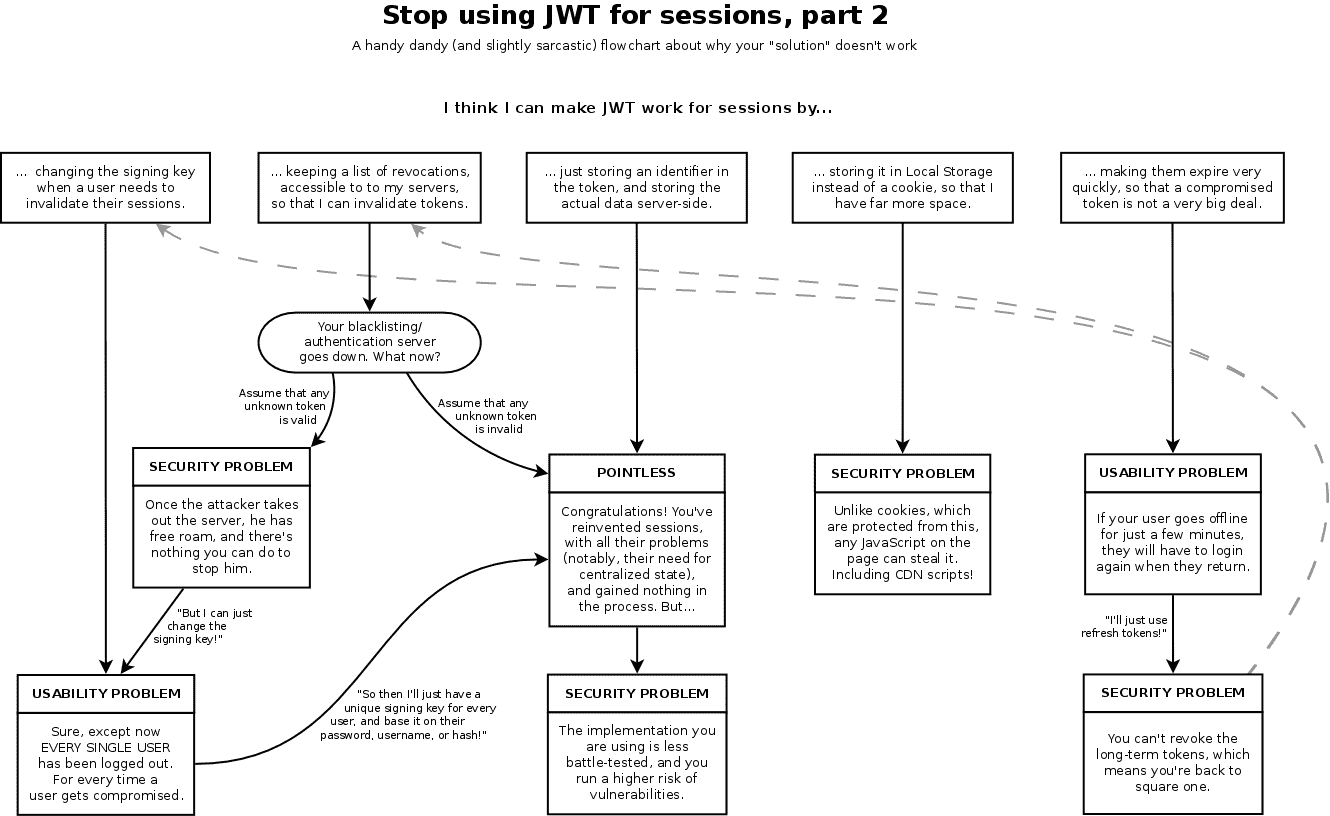 Stop using JWT for sessions, part 2
A handy dandy (and slightly sarcastic) flowchart about why your "solution" doesn't work
I think I can make JWT work for sessions by...
... changing the signing key
when a user needs to
invalidate their sessions.
... keeping a list of revocations,
accessible to to my servers,
so that I can invalidate tokens.
... just storing an identifier in
the token, and storing the
actual data server-side.
... storing it in Local Storage
instead of a cookie, so that I
have far more space.
... making them expire very
quickly, so that a compromised
token is not a very big deal.
Your blacklisting/
authentication server
goes down. What now?
Assume that any
unknown token
is valid
Assume that any
unknown token
is invalid
SECURITY PROBLEM
Once the attacker takes
out the server, he has
free roam, and there's
nothing you can do to
stop him.
POINTLESS
Congratulations! You've
reinvented sessions,
with all their problems
(notably, their need for
centralized state),
and gained nothing in
the process. But...
SECURITY PROBLEM
Unlike cookies, which
are protected from this,
any JavaScript on the
page can steal it.
Including CDN scripts!
USABILITY PROBLEM
If your user goes offline
for just a few minutes,
they will have to login
again when they return.
"But I can just
change the
signing key!"
"I'll just use
refresh tokens!"
USABILITY PROBLEM
Sure, except now
EVERY SINGLE USER
has been logged out.
For every time a
user gets compromised.
"So then I'll just have a
unique signing key for every
user, and base it on their
password, username, or hash!"
SECURITY PROBLEM
The implementation you
are using is less
battle-tested, and you
run a higher risk of
vulnerabilities.
SECURITY PROBLEM
You can't revoke the
long-term tokens, which
means you're back to
square one.